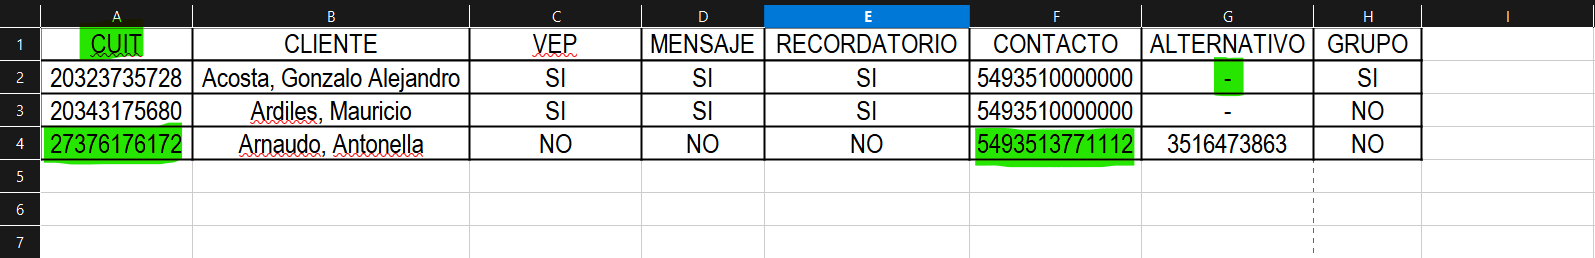 A B C D E F G H I
1 CUIT CLIENTE VEP MENSAJE RECORDATORIO CONTACTO ALTERNATIVO GRUPO
2 20323735728 Acosta, Gonzalo Alejandro SI SI SI 5493510000000 - SI
3 20343175680 Ardiles, Mauricio SI SI SI 5493510000000 - NO
4 27376176172 Arnaudo, Antonella NO NO NO 5493513771112 3516473863 NO
5
6
7